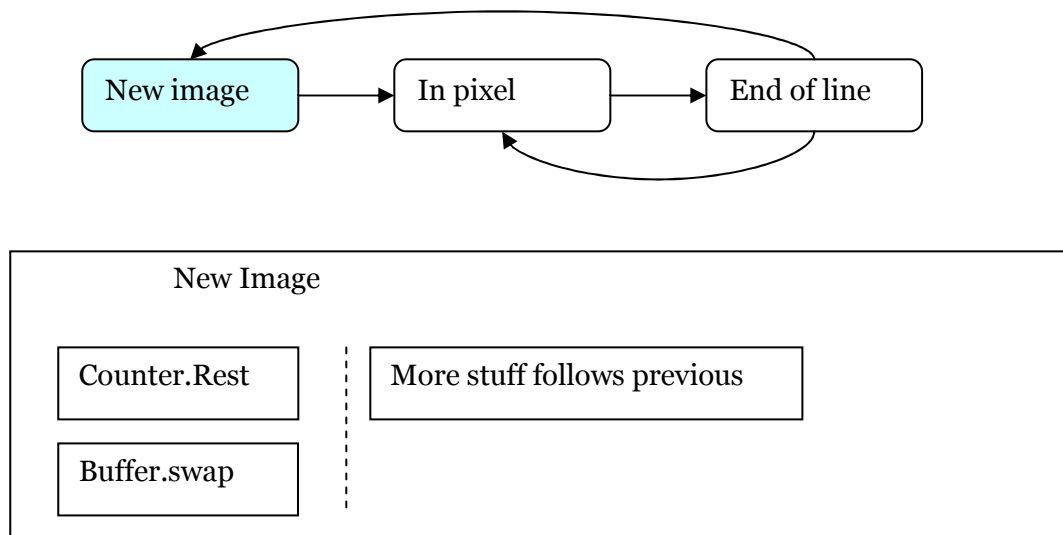 New image
In pixel
End of line
New Image
Counter.Rest
More stuff follows previous
Buffer.swap